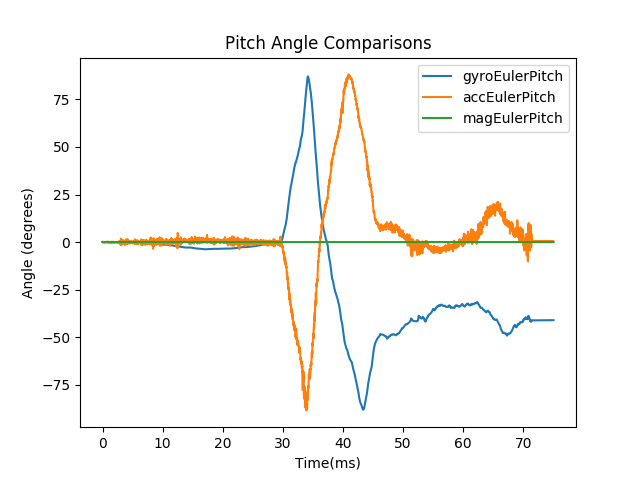 Pitch Angle Comparisons
gyroEulerPitch
accEulerPitch
magEulerPitch
Angle (degrees)
75
50
25
0
−25
−50
−75
0 10 20 30 40 50 60 70
Time(ms)